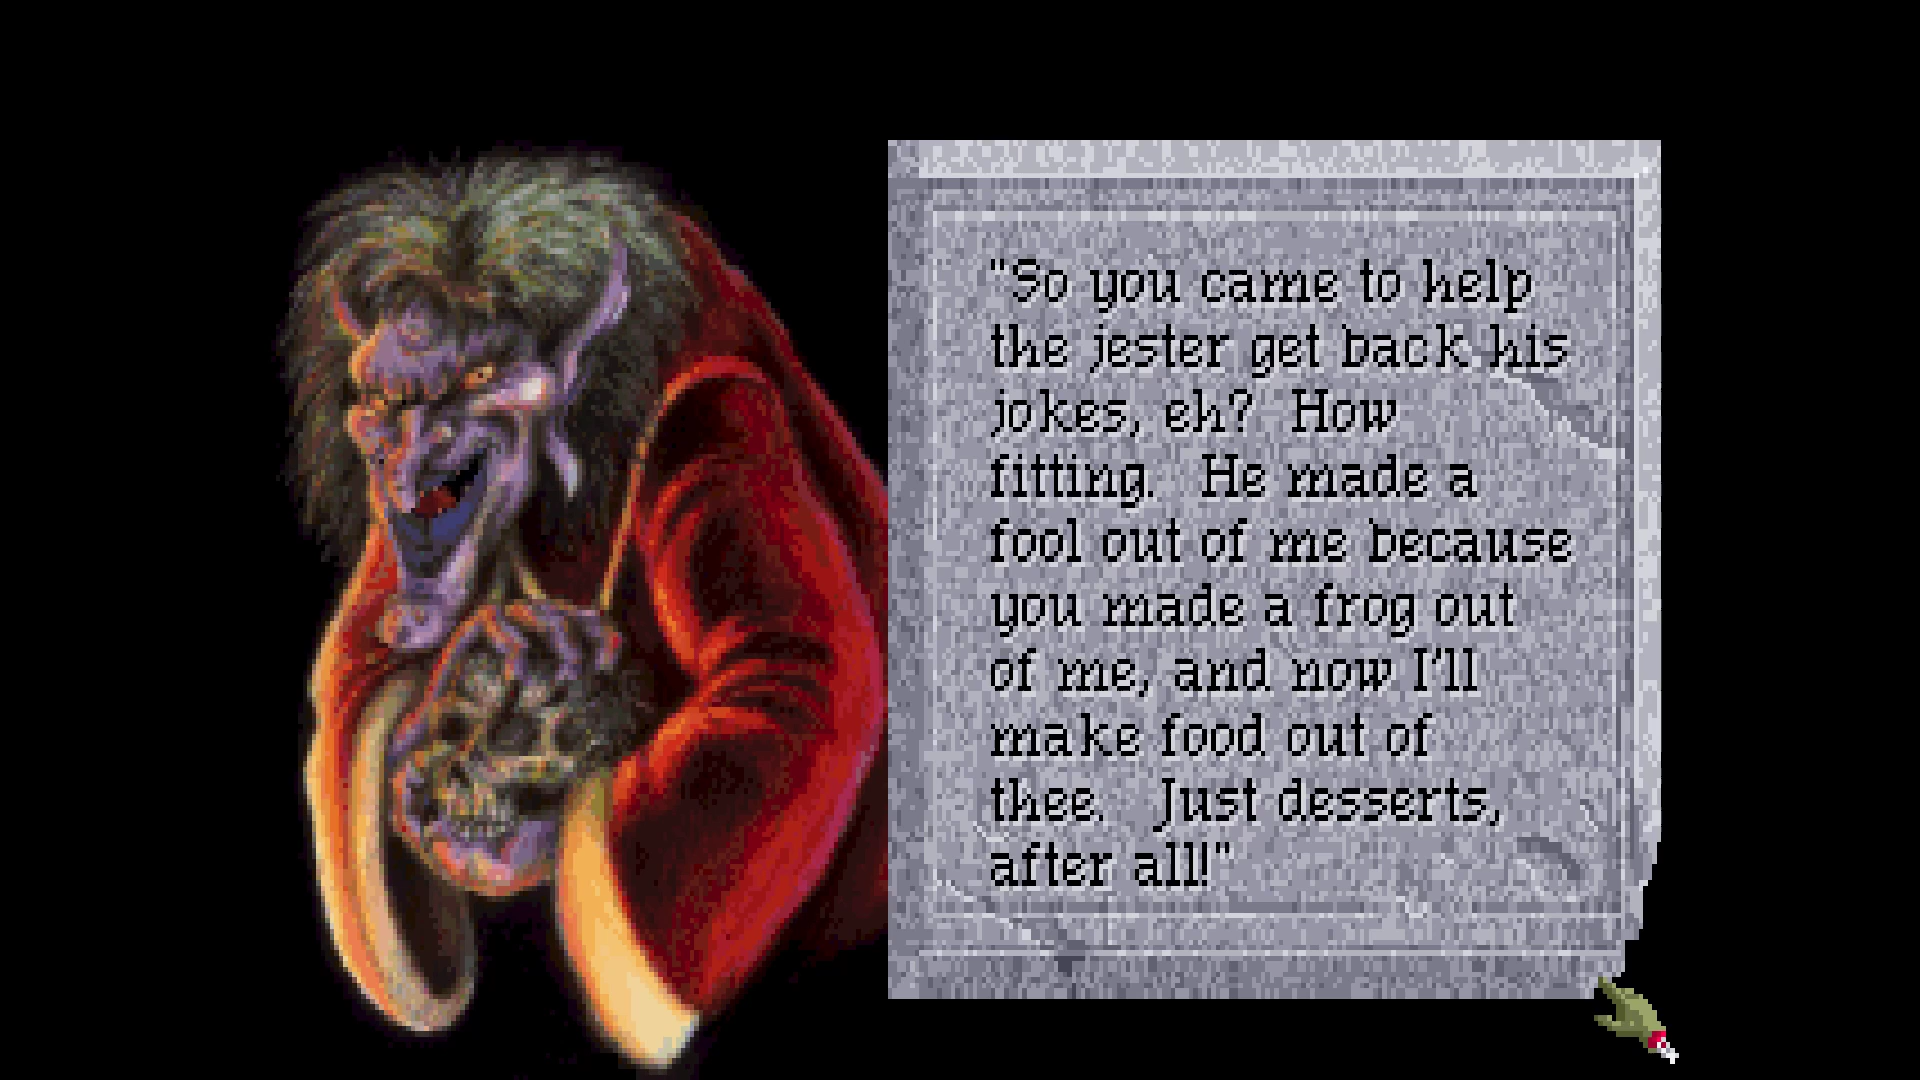 "So you came to help
the jester get back his
jokes, eh?  How
fitting.  He made a
fool out of me because
you made a frog out
of me, and now I'll
make food out of
thee.  Just desserts,
after all!"